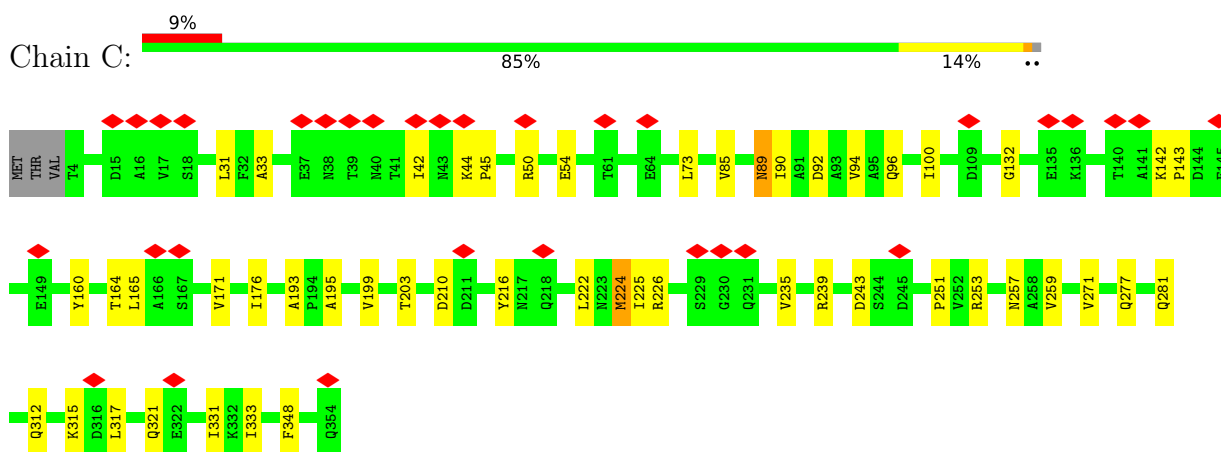 9%
Chain C:
85%
14%
MET THR VAL T4 D15 A16 V17 S18 L31 F32 A33 E37 N38 T39 N40 T41 I42 N43 K44 P45 R50 E54 T61 E64 L73 V85 N89 I90 A91 D92 A93 V94 A95 Q96 I100 D109 G132 E135 K136 T140 A141 K142 P143 D144
E149 Y160 T164 L165 A166 S167 V171 I176 A193 P194 A195 V199 T203 D210 D211 Y216 N217 Q218 L222 N223 M224 I225 R226 S229 G230 Q231 V235 R239 D243 S244 D245 P251 V252 R253 N257 A258 V259 V271 Q277 Q281
Q312 K315 D316 L317 Q321 E322 I331 K332 I333 F348 Q354